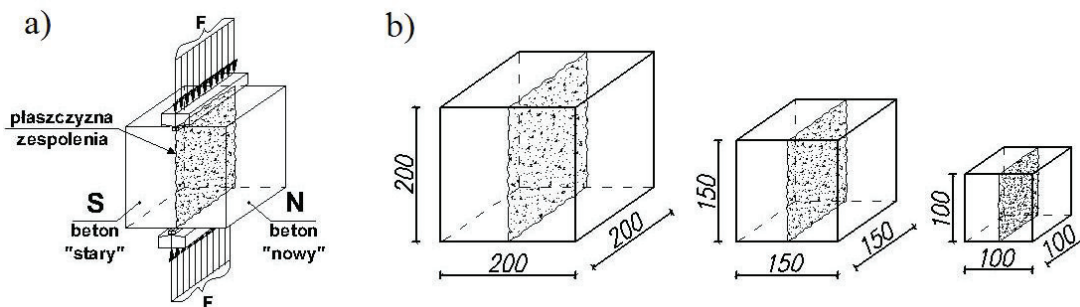 a)
F
płaszczyzna
zespolenia
S
beton
"stary"
N
beton
"nowy"
F
b)
200
200
200
150
150
150
100
100
100